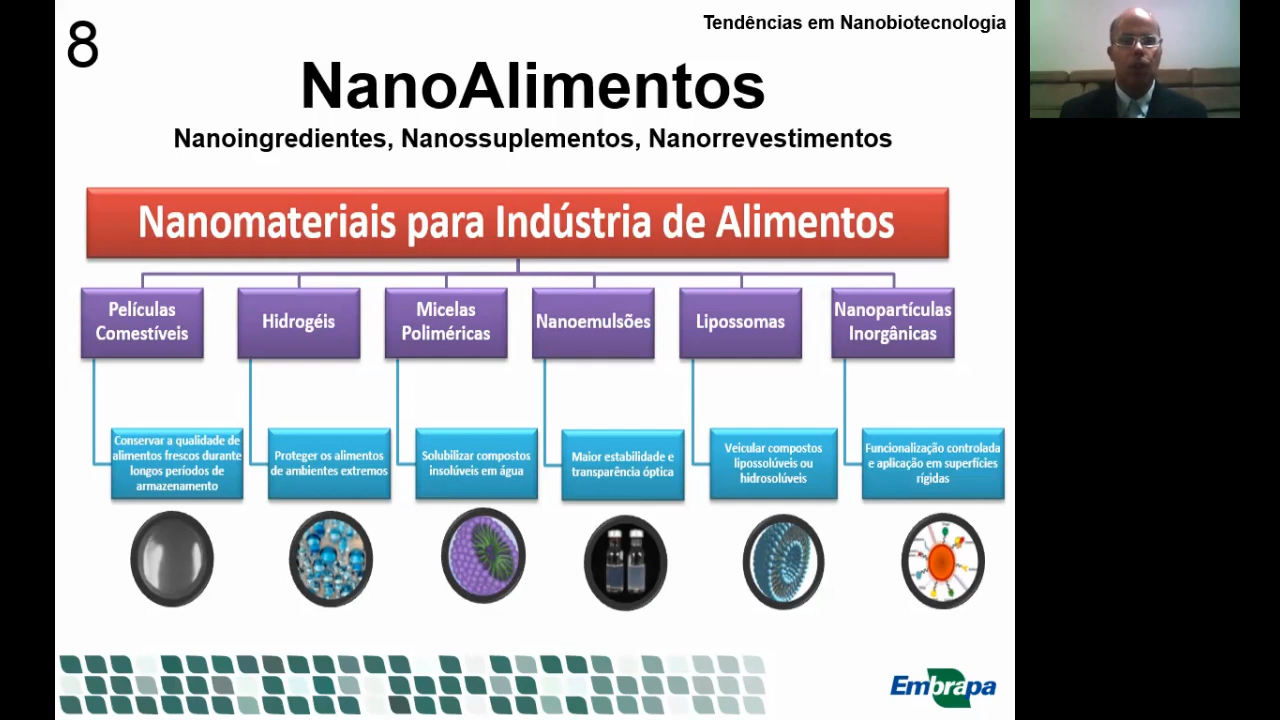 8
Tendências em Nanobiotecnologia
NanoAlimentos
Nanoingredientes, Nanossuplementos, Nanorrevestimentos
Nanomateriais para Indústria de Alimentos
Películas
Comestíveis
Hidrogéis
Micelas
Poliméricas
Nanoemulsões
Lipossomas
Nanopartículas
Inorgânicas
Conservar a qualidade de
alimentos frescos durante
longos períodos de
armazenamento
Proteger os alimentos
de ambientes extremos
Solubilizar compostos
insolúveis em água
Maior estabilidade e
transparência óptica
Veicular compostos
lipossolúveis ou
hidrosolúveis
Funcionalização controlada
e aplicação em superfícies
rígidas
Embrapa